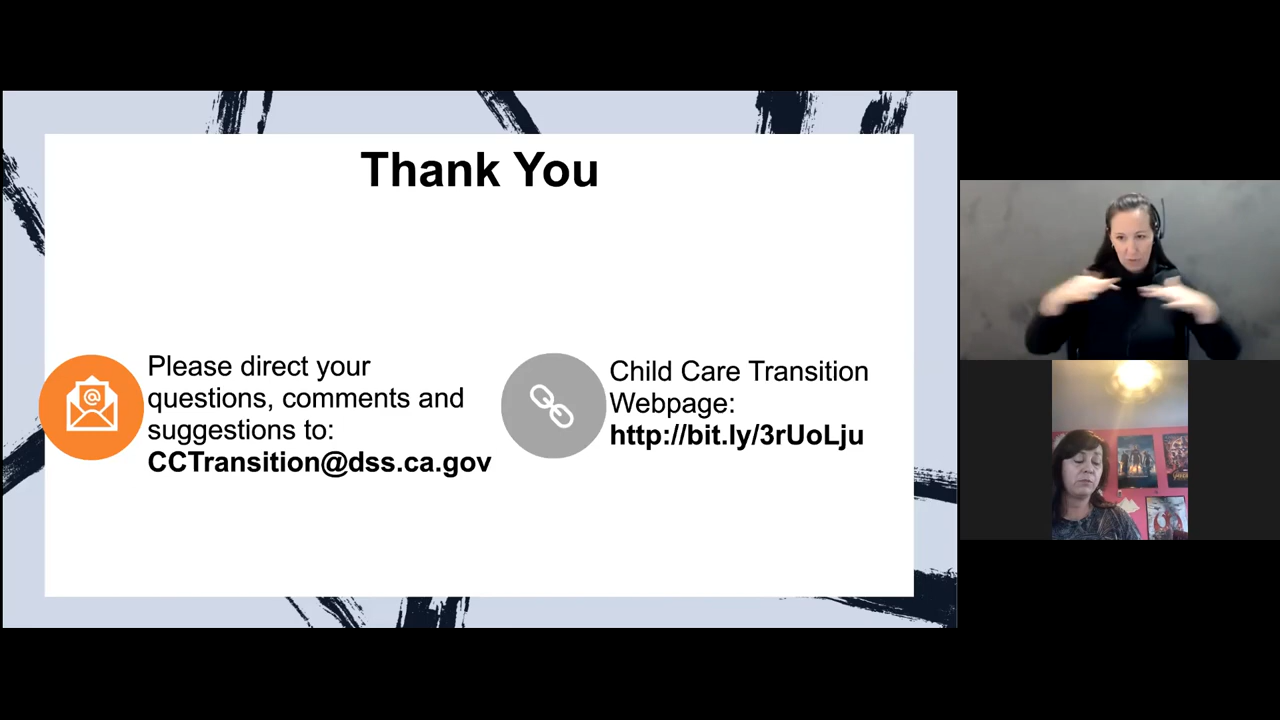 Thank You
Please direct your
questions, comments and
suggestions to:
CCTransition@dss.ca.gov
Child Care Transition
Webpage:
http://bit.ly/3rUoLju